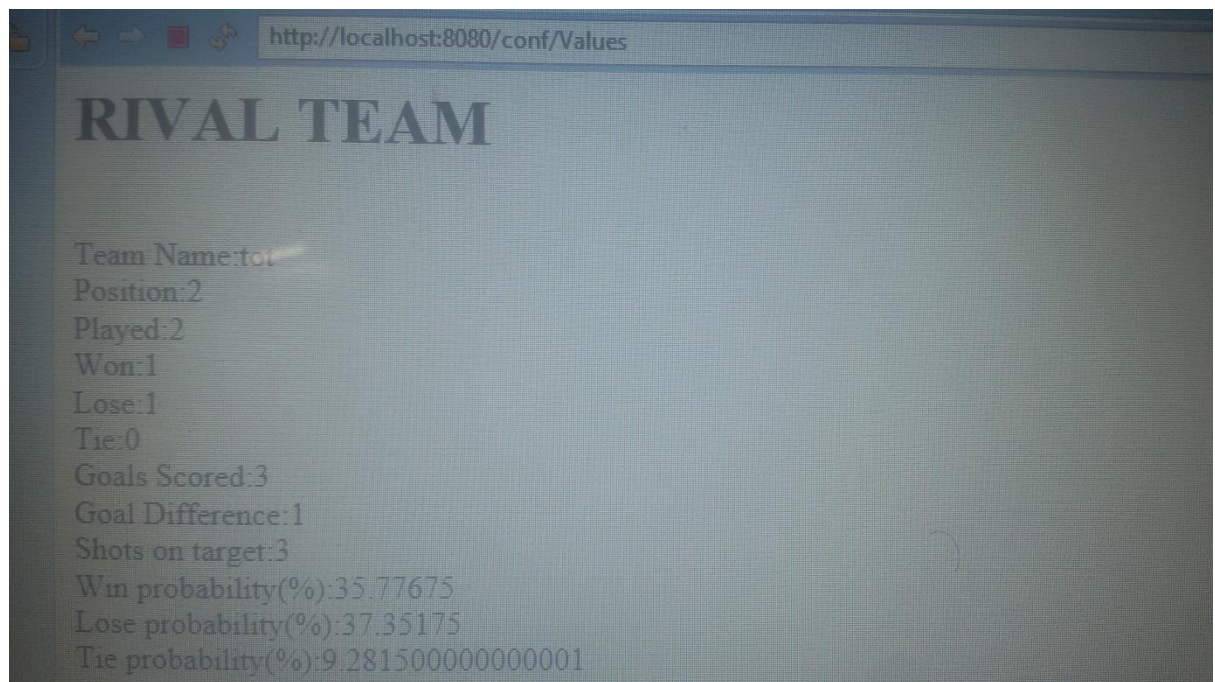 http://localhost:8080/conf/Values
RIVAL TEAM
Team Name:tot
Position:2
Played:2
Won:1
Lose:1
Tie:0
Goals Scored:3
Goal Difference:1
Shots on target:3
Win probability(%):35.77675
Lose probability(%):37.35175
Tie probability(%):9.281500000000001